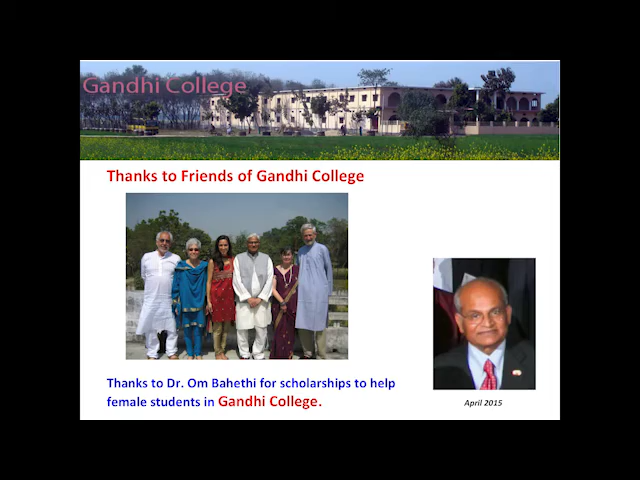 Gandhi College
Thanks to Friends of Gandhi College
Thanks to Dr. Om Bahethi for scholarships to help
female students in Gandhi College.
April 2015